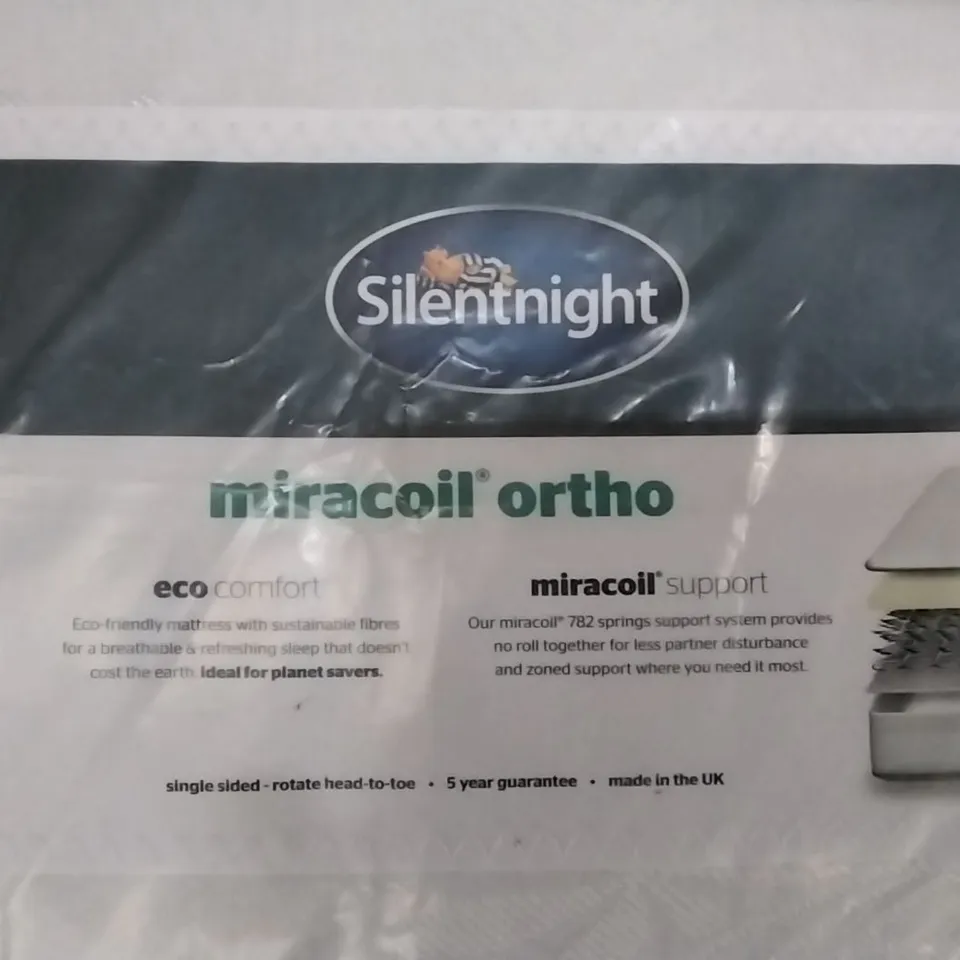 Silentnight
miracoil® ortho
eco comfort
Eco-friendly mattress with sustainable fibres
for a breathable & refreshing sleep that doesn't
cost the earth. ideal for planet savers.
miracoil® support
Our miracoil® 782 springs support system provides
no roll together for less partner disturbance
and zoned support where you need it most.
single sided - rotate head-to-toe • 5 year guarantee • made in the UK